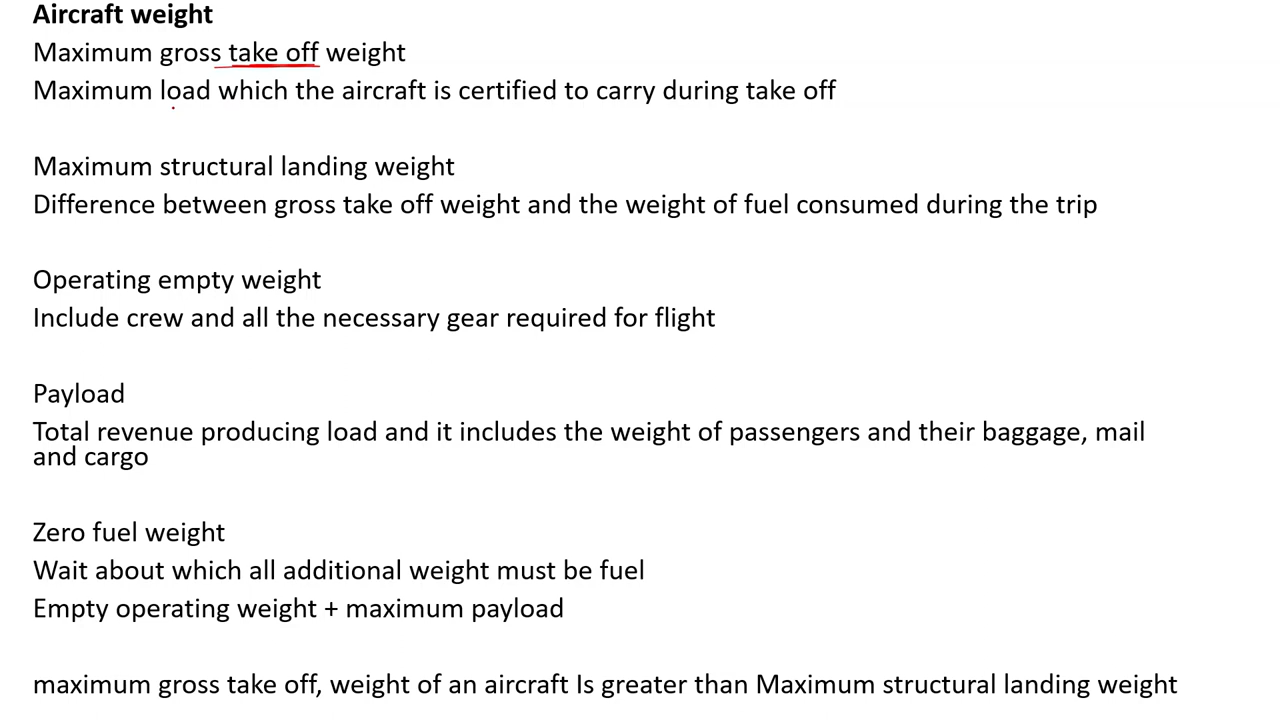 Aircraft weight
Maximum gross take off weight
Maximum load which the aircraft is certified to carry during take off
Maximum structural landing weight
Difference between gross take off weight and the weight of fuel consumed during the trip
Operating empty weight
Include crew and all the necessary gear required for flight
Payload
Total revenue producing load and it includes the weight of passengers and their baggage, mail
and cargo
Zero fuel weight
Wait about which all additional weight must be fuel
Empty operating weight + maximum payload
maximum gross take off, weight of an aircraft Is greater than Maximum structural landing weight